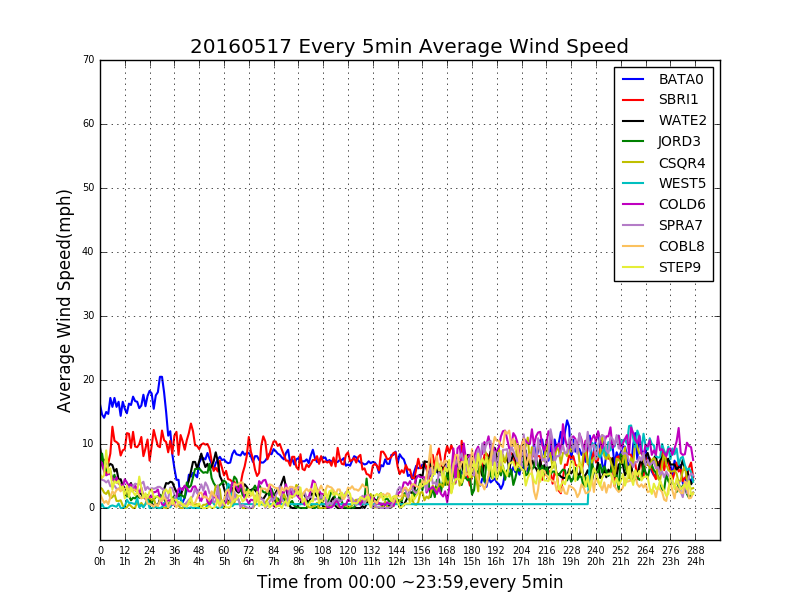 20160517 Every 5min Average Wind Speed
70
60
50
40
30
20
10
0
Average Wind Speed(mph)
BATA0
SBRI1
WATE2
JORD3
CSQR4
WEST5
COLD6
SPRA7
COBL8
STEP9
0 12 24 36 48 60 72 84 96 108 120 132 144 156 168 180 192 204 216 228 240 252 264 276 288
0h 1h 2h 3h 4h 5h 6h 7h 8h 9h 10h 11h 12h 13h 14h 15h 16h 17h 18h 19h 20h 21h 22h 23h 24h
Time from 00:00 ~23:59,every 5min